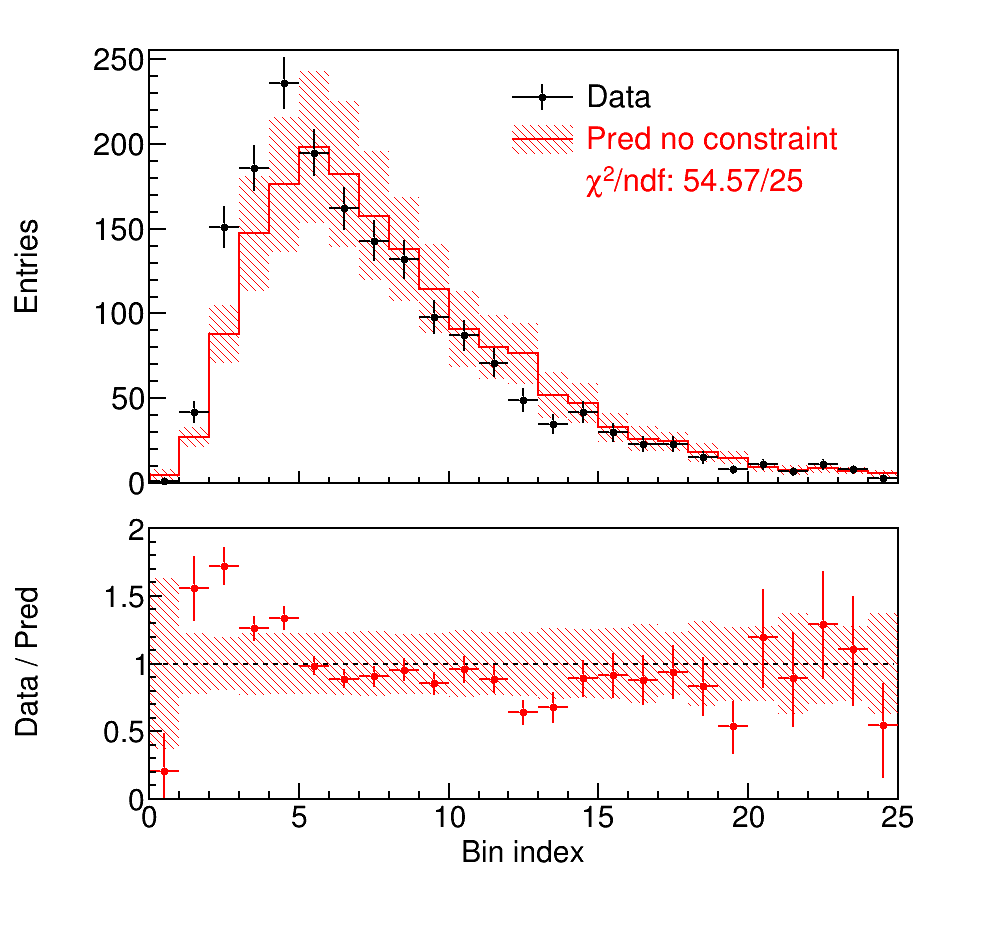 250
200
150
100
50
0
Entries
Data
Pred no constraint
χ²/ndf: 54.57/25
2
1.5
1
0.5
0
Data / Pred
0 5 10 15 20 25
Bin index